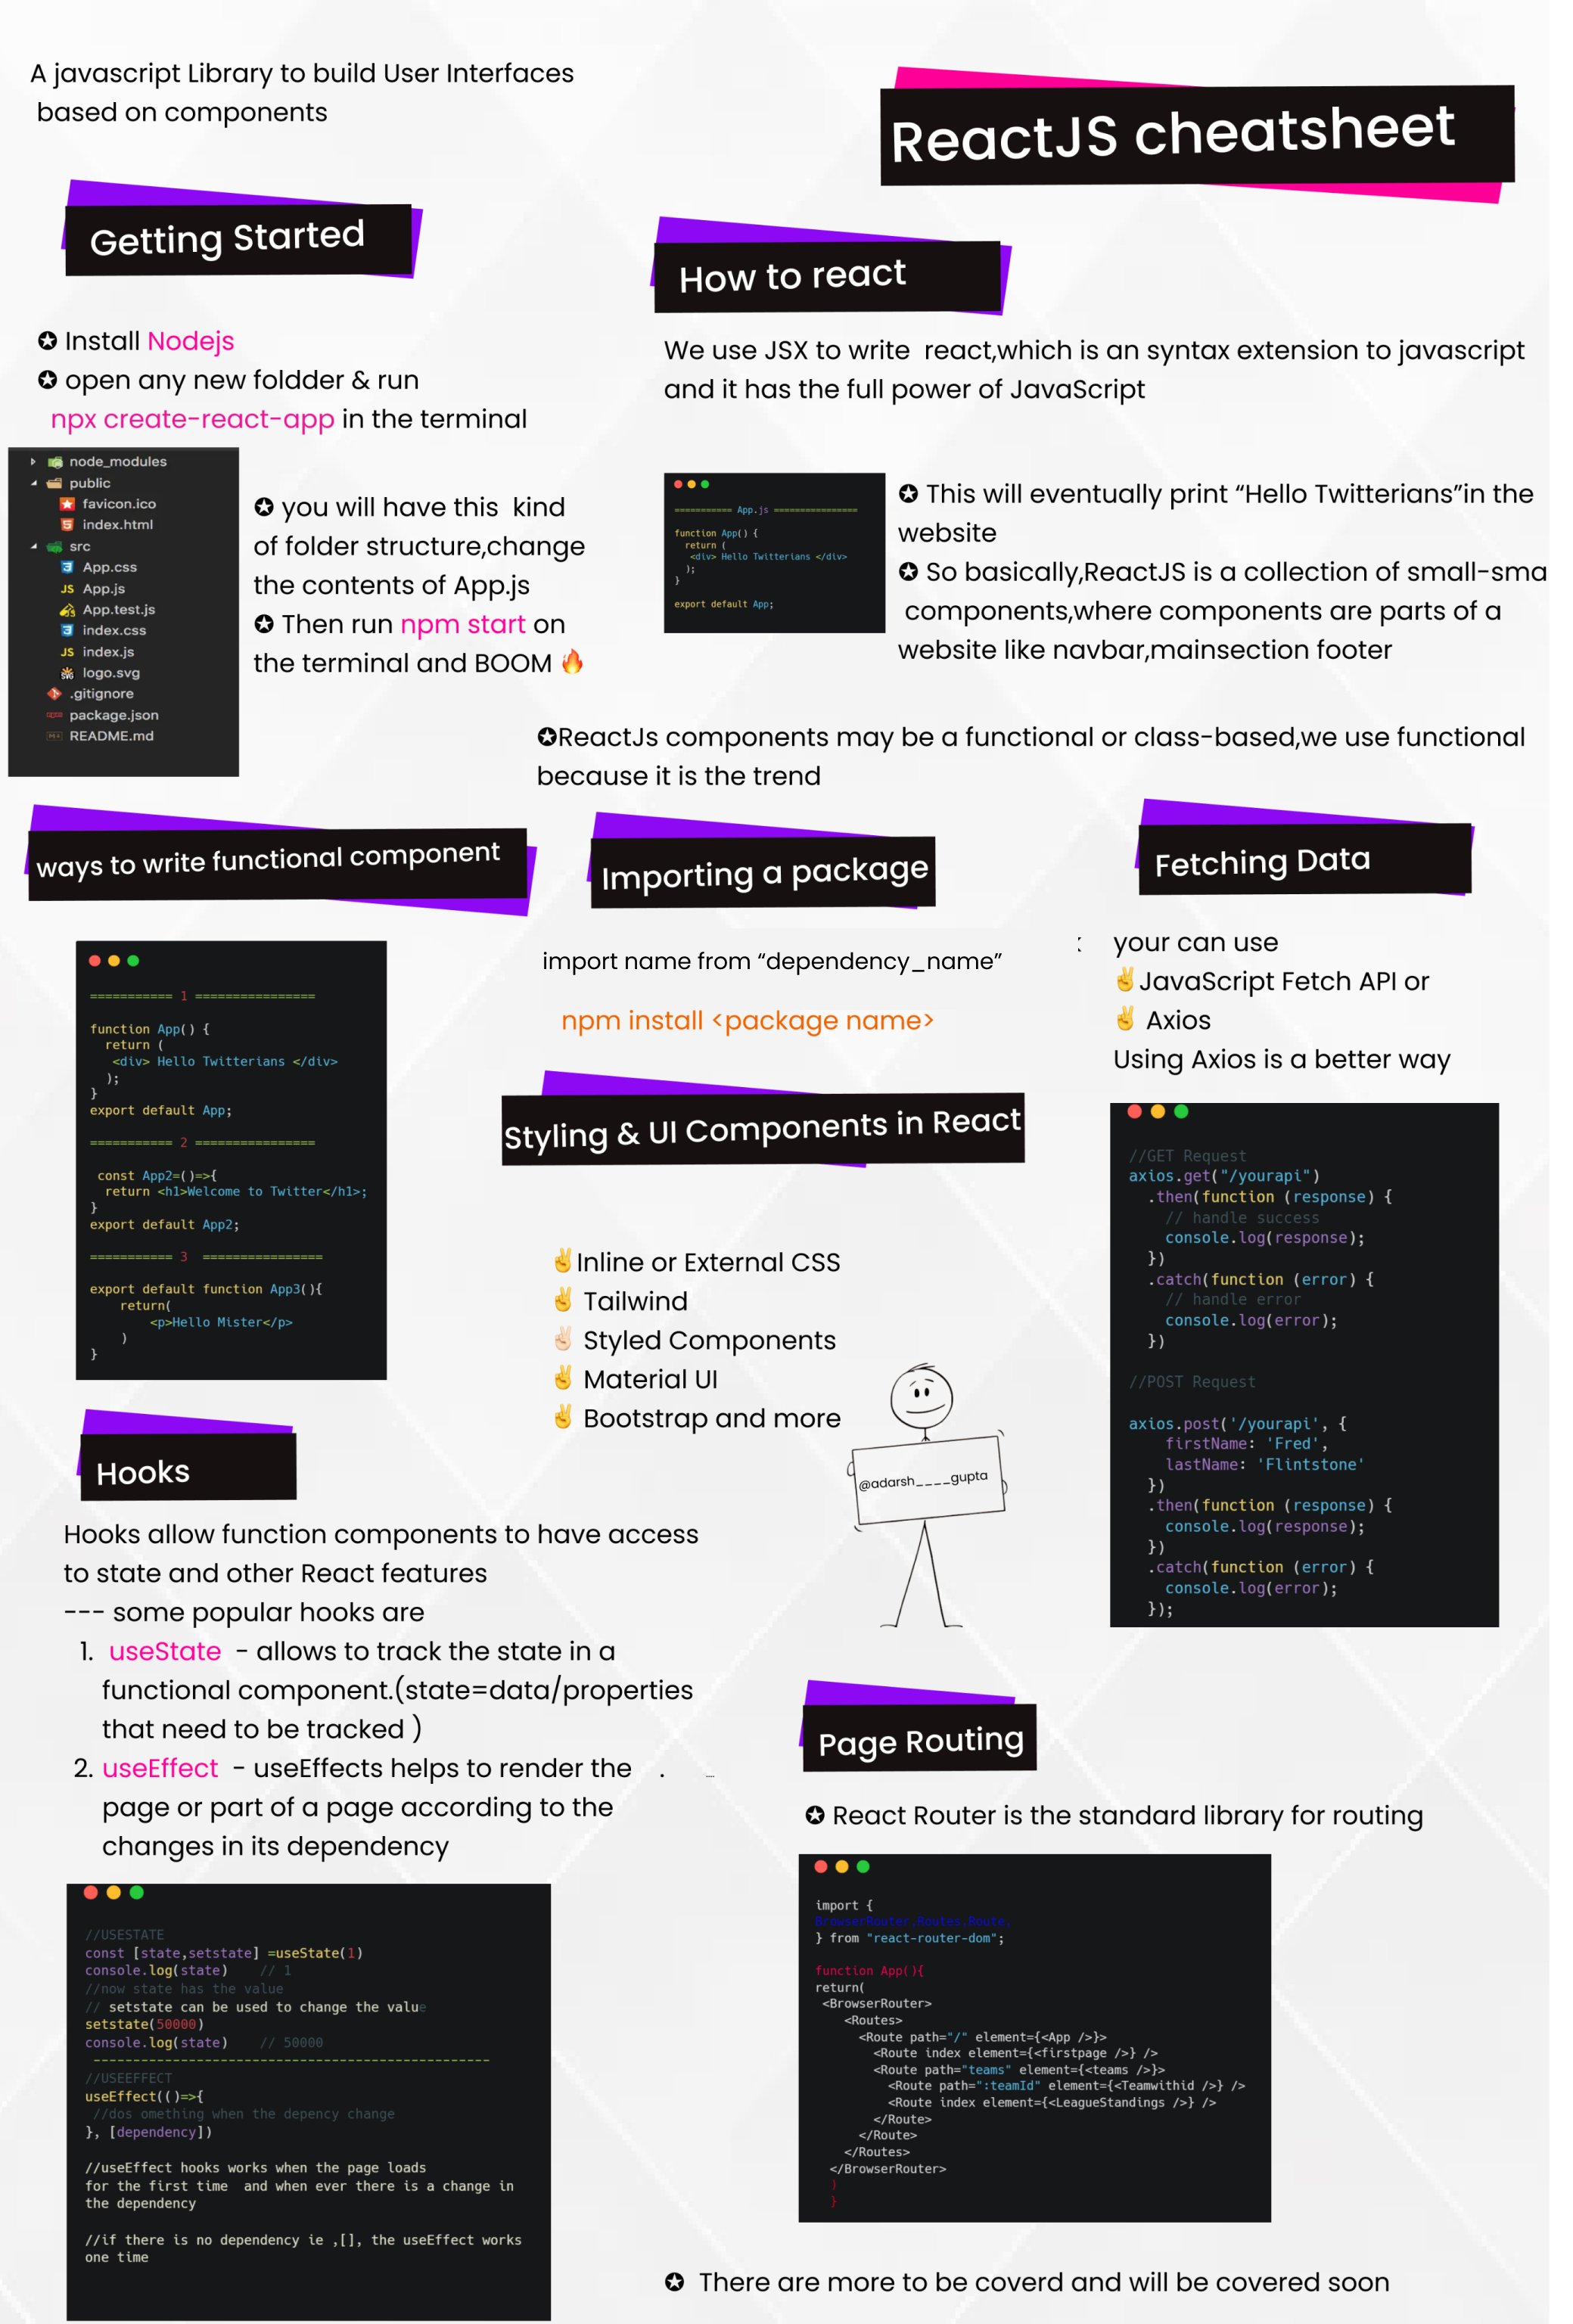 A javascript Library to build User Interfaces
based on components
ReactJS cheatsheet
Getting Started
✪ Install Nodejs
✪ open any new foldder & run
npx create-react-app in the terminal
node_modules
public
favicon.ico
index.html
src
App.css
App.js
App.test.js
index.css
index.js
logo.svg
.gitignore
package.json
README.md
✪ you will have this kind
of folder structure,change
the contents of App.js
✪ Then run npm start on
the terminal and BOOM 🔥
How to react
We use JSX to write react,which is an syntax extension to javascript
and it has the full power of JavaScript
=========== App.js ================
function App() {
return (
<div> Hello Twitterians </div>
);
}
export default App;
✪ This will eventually print “Hello Twitterians”in the
website
✪ So basically,ReactJS is a collection of small-sma
components,where components are parts of a
website like navbar,mainsection footer
✪ReactJs components may be a functional or class-based,we use functional
because it is the trend
ways to write functional component
=========== 1 ================
function App() {
return (
<div> Hello Twitterians </div>
);
}
export default App;
=========== 2 ================
const App2=()=>{
return <h1>Welcome to Twitter</h1>;
}
export default App2;
=========== 3 ================
export default function App3(){
return(
<p>Hello Mister</p>
)
}
Importing a package
import name from “dependency_name”
npm install <package name>
Styling & UI Components in React
✌Inline or External CSS
✌ Tailwind
✌🏻 Styled Components
✌ Material UI
✌ Bootstrap and more
@adarsh____gupta
Fetching Data
your can use
✌JavaScript Fetch API or
✌ Axios
Using Axios is a better way
//GET Request
axios.get("/yourapi")
.then(function (response) {
// handle success
console.log(response);
})
.catch(function (error) {
// handle error
console.log(error);
})
//POST Request
axios.post('/yourapi', {
firstName: 'Fred',
lastName: 'Flintstone'
})
.then(function (response) {
console.log(response);
})
.catch(function (error) {
console.log(error);
});
Hooks
Hooks allow function components to have access
to state and other React features
--- some popular hooks are
1. useState - allows to track the state in a
functional component.(state=data/properties
that need to be tracked )
2. useEffect - useEffects helps to render the . ...
page or part of a page according to the
changes in its dependency
//USESTATE
const [state,setstate] =useState(1)
console.log(state) // 1
//now state has the value
// setstate can be used to change the value
setstate(50000)
console.log(state) // 50000
--------------------------------------------------
//USEEFFECT
useEffect(()=>{
//dos omething when the depency change
}, [dependency])
//useEffect hooks works when the page loads
for the first time and when ever there is a change in
the dependency
//if there is no dependency ie ,[], the useEffect works
one time
Page Routing
✪ React Router is the standard library for routing
import {
BrowserRouter,Routes,Route,
} from "react-router-dom";
function App(){
return(
<BrowserRouter>
<Routes>
<Route path="/" element={<App />}>
<Route index element={<firstpage />} />
<Route path="teams" element={<teams />}>
<Route path=":teamId" element={<Teamwithid />} />
<Route index element={<LeagueStandings />} />
</Route>
</Route>
</Routes>
</BrowserRouter>
)
}
✪ There are more to be coverd and will be covered soon